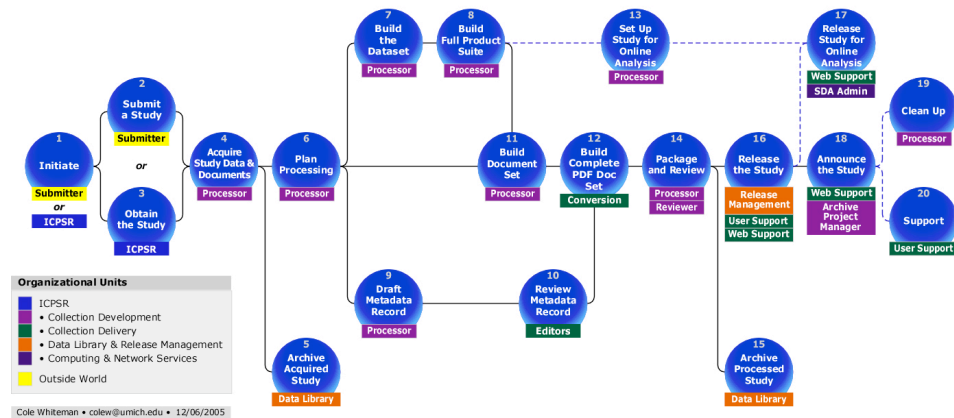 1
Initiate
Submitter
or
ICPSR
2
Submit
a Study
Submitter
or
3
Obtain
the Study
ICPSR
4
Acquire
Study Data &
Documents
Processor
5
Archive
Acquired
Study
Data Library
6
Plan
Processing
Processor
7
Build
the
Dataset
Processor
8
Build
Full Product
Suite
Processor
9
Draft
Metadata
Record
Processor
10
Review
Metadata
Record
Editors
11
Build
Document
Set
Processor
12
Build
Complete
PDF Doc
Set
Conversion
13
Set Up
Study for
Online
Analysis
Processor
14
Package
and Review
Processor
Reviewer
15
Archive
Processed
Study
Data Library
16
Release
the Study
Release
Management
User Support
Web Support
17
Release
Study for
Online
Analysis
Web Support
SDA Admin
18
Announce
the Study
Web Support
Archive
Project
Manager
19
Clean Up
Processor
20
Support
User Support
Organizational Units
ICPSR
• Collection Development
• Collection Delivery
• Data Library & Release Management
• Computing & Network Services
Outside World
Cole Whiteman • colew@umich.edu • 12/06/2005